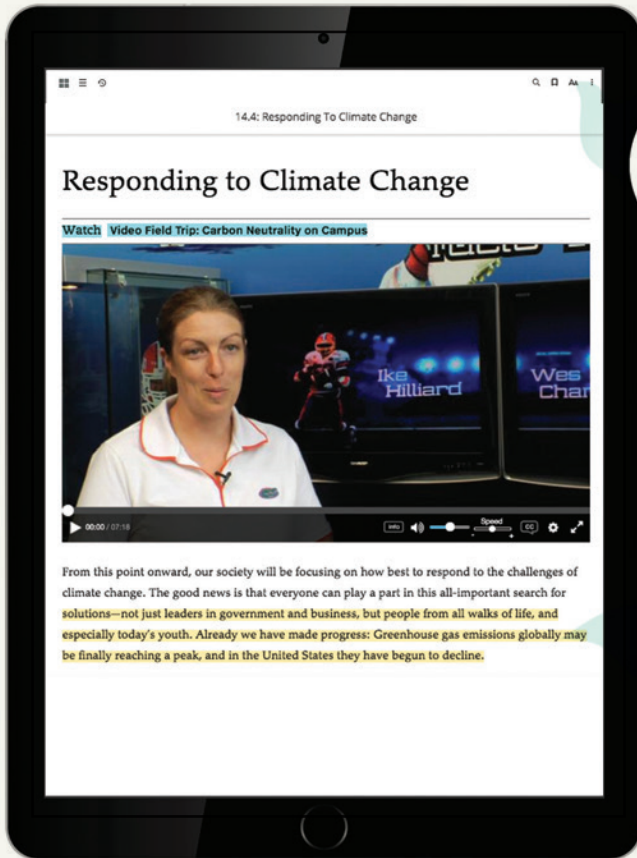 14.4: Responding To Climate Change
Responding to Climate Change
Watch Video Field Trip: Carbon Neutrality on Campus
Ike
Hilliard
Wes
Char
00:00 / 07:18
Info
Speed
- +
CC
From this point onward, our society will be focusing on how best to respond to the challenges of
climate change. The good news is that everyone can play a part in this all-important search for
solutions—not just leaders in government and business, but people from all walks of life, and
especially today's youth. Already we have made progress: Greenhouse gas emissions globally may
be finally reaching a peak, and in the United States they have begun to decline.